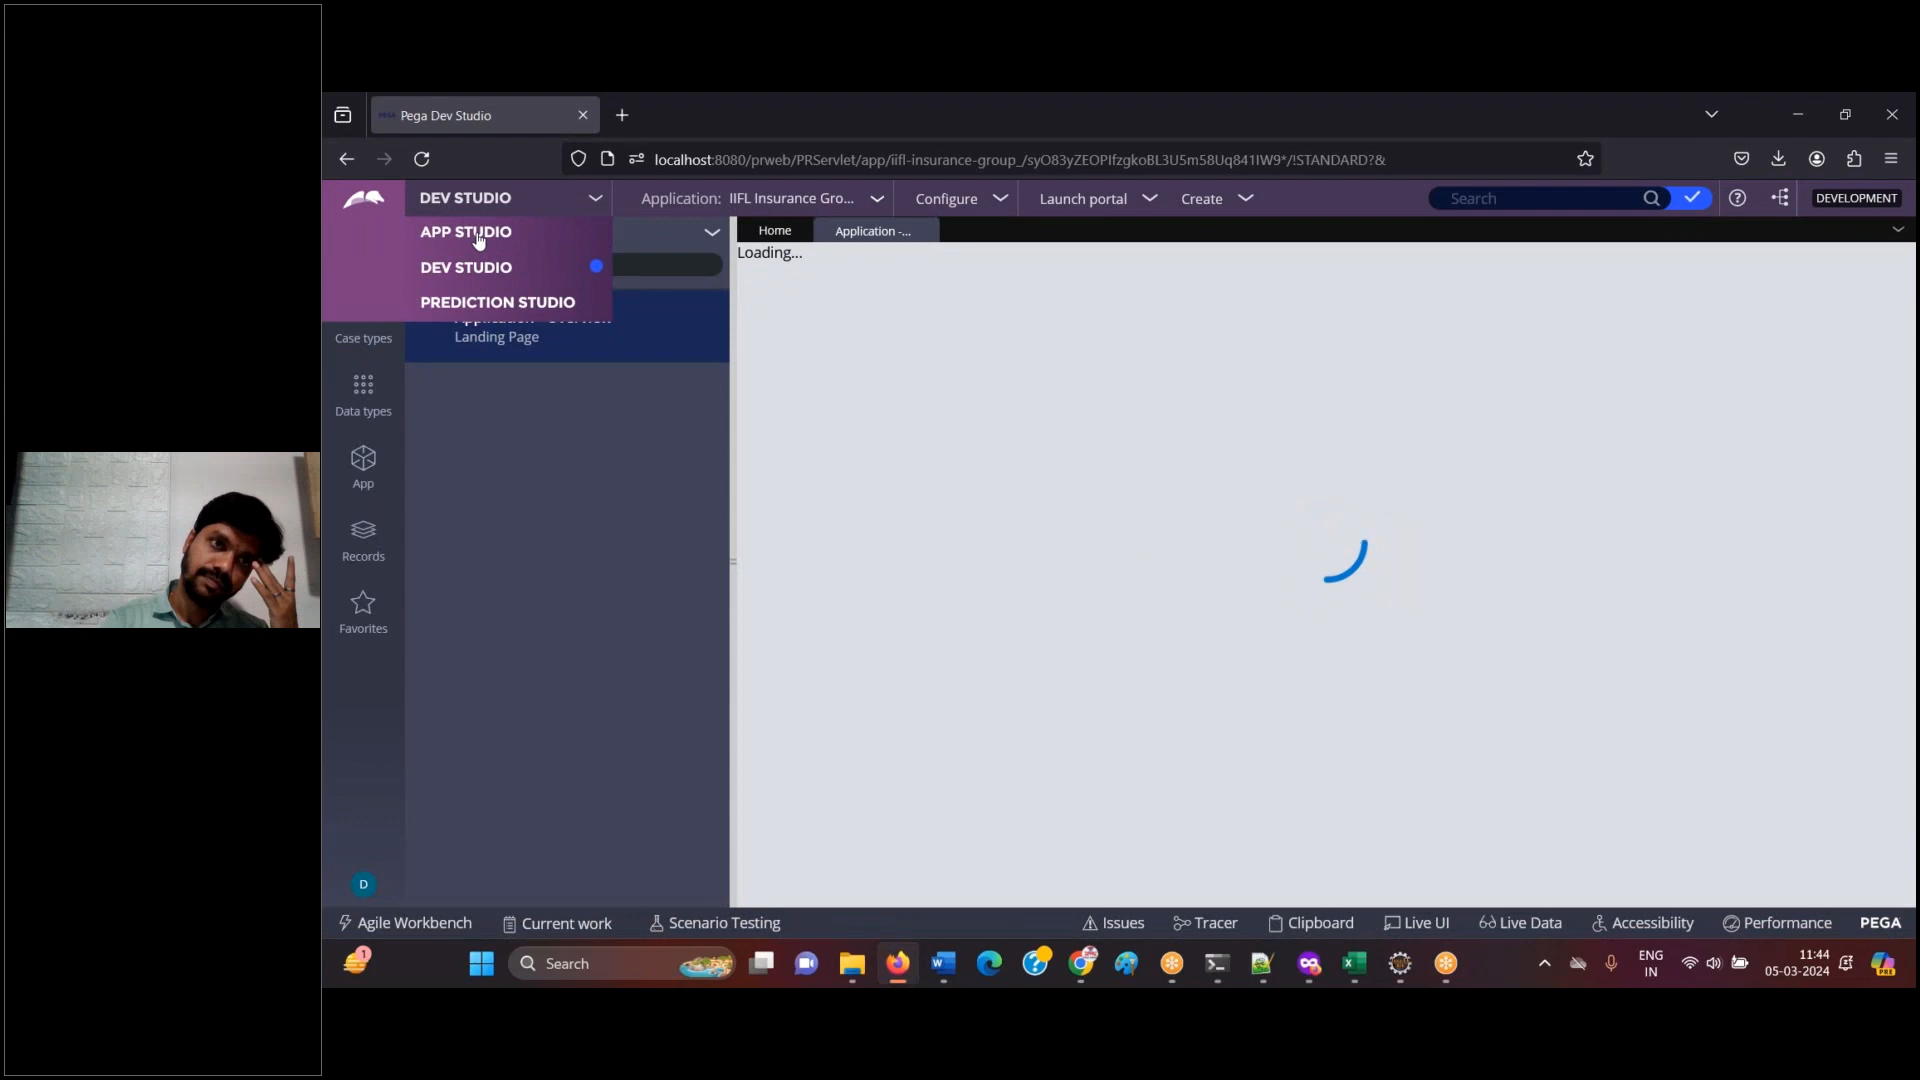 Pega Dev Studio
localhost:8080/prweb/PRServlet/app/iifl-insurance-group_/syO83yZEOPIfzgkoBL3U5m58Uq841IW9*/!STANDARD?&
DEV STUDIO
Application: IIFL Insurance Gro...
Configure
Launch portal
Create
Search
DEVELOPMENT
APP STUDIO
DEV STUDIO
PREDICTION STUDIO
Home
Application -...
Loading...
Landing Page
Case types
Data types
App
Records
Favorites
D
Agile Workbench
Current work
Scenario Testing
Issues
Tracer
Clipboard
Live UI
Live Data
Accessibility
Performance
PEGA
1
Search
ENG
IN
11:44
05-03-2024
PRE